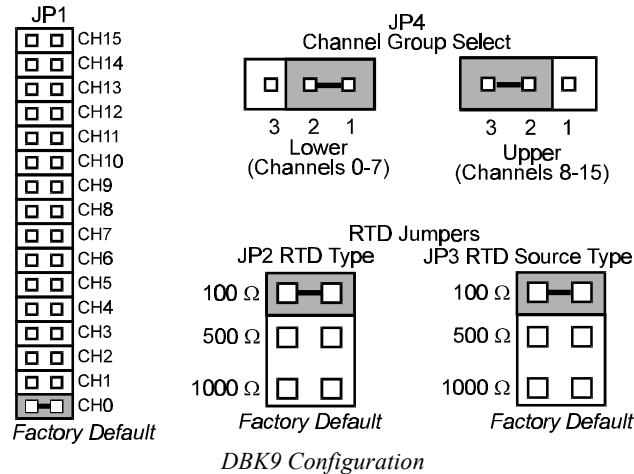 JP1
CH15
CH14
CH13
CH12
CH11
CH10
CH9
CH8
CH7
CH6
CH5
CH4
CH3
CH2
CH1
CH0
Factory Default
JP4
Channel Group Select
3 2 1
Lower
(Channels 0-7)
3 2 1
Upper
(Channels 8-15)
RTD Jumpers
JP2 RTD Type
100 Ω
500 Ω
1000 Ω
Factory Default
JP3 RTD Source Type
100 Ω
500 Ω
1000 Ω
Factory Default
DBK9 Configuration